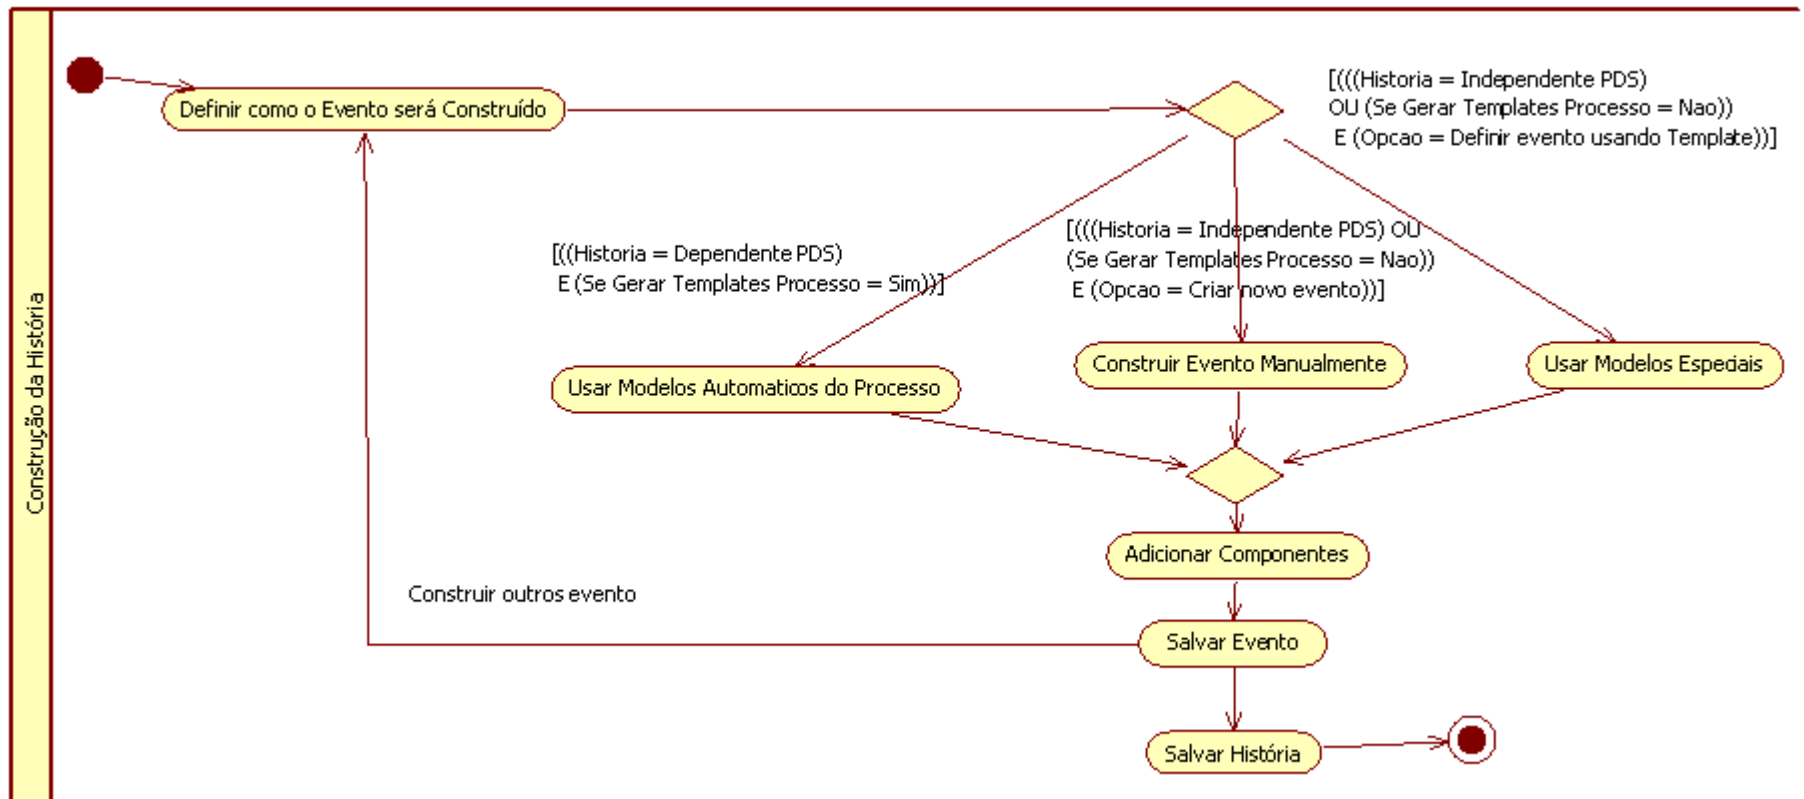 Construção da História
Definir como o Evento será Construído
[(((Historia = Independente PDS)
OU (Se Gerar Templates Processo = Nao))
E (Opcao = Definir evento usando Template))]
[((Historia = Dependente PDS)
E (Se Gerar Templates Processo = Sim))]
[(((Historia = Independente PDS) OU
(Se Gerar Templates Processo = Nao))
E (Opcao = Criar novo evento))]
Usar Modelos Automaticos do Processo
Construir Evento Manualmente
Usar Modelos Especiais
Adicionar Componentes
Construir outros evento
Salvar Evento
Salvar História